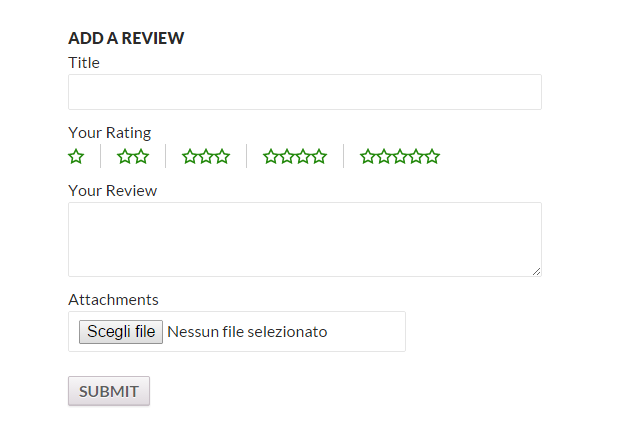 ADD A REVIEW
Title
Your Rating
Your Review
Attachments
Scegli file Nessun file selezionato
SUBMIT